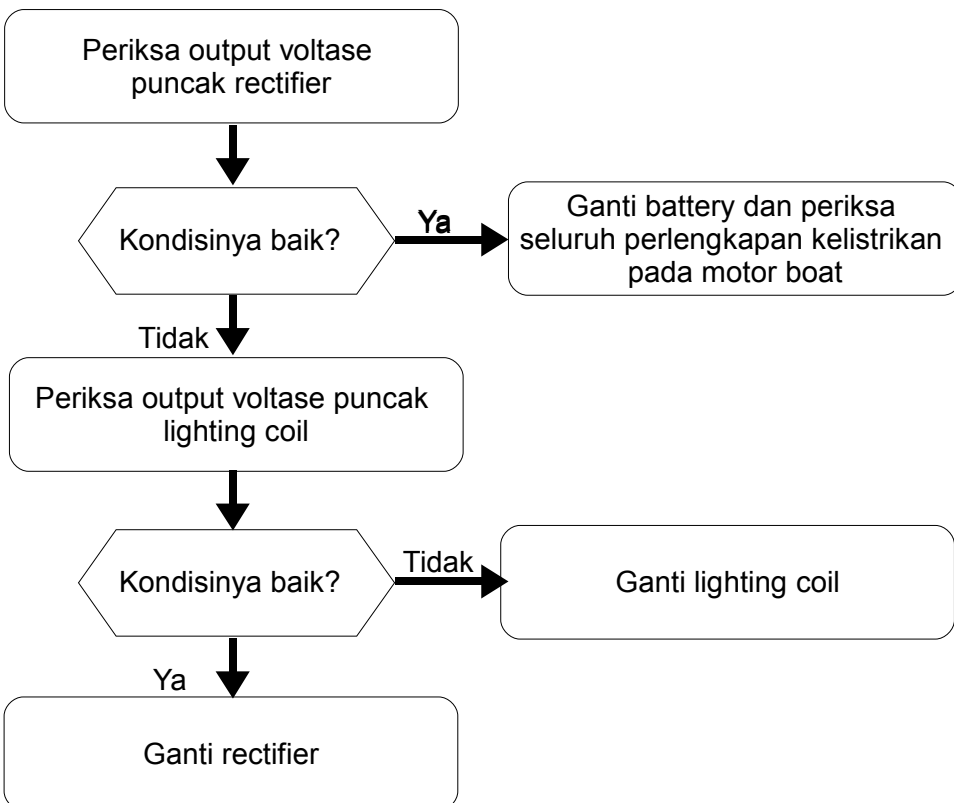 Periksa output voltase
puncak rectifier
Kondisinya baik?
Ya
Ganti battery dan periksa
seluruh perlengkapan kelistrikan
pada motor boat
Tidak
Periksa output voltase puncak
lighting coil
Kondisinya baik?
Tidak
Ganti lighting coil
Ya
Ganti rectifier